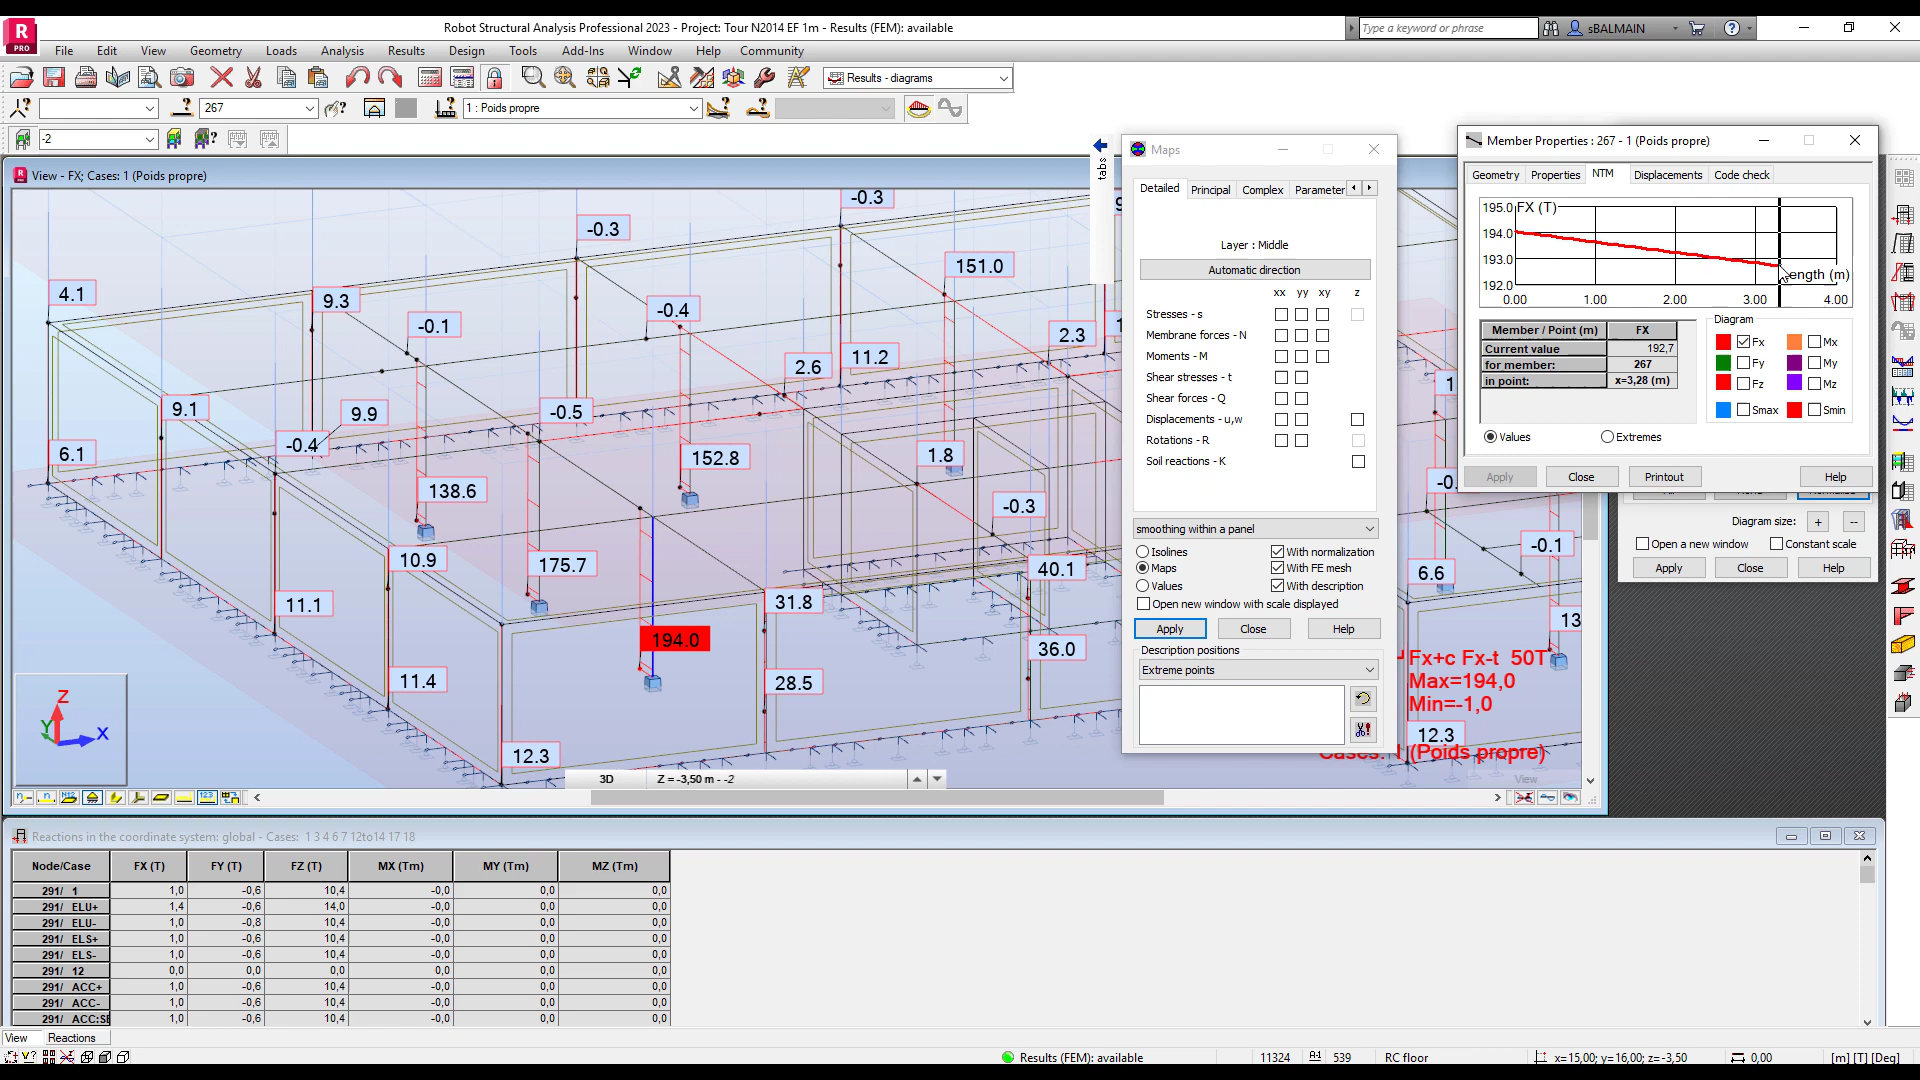 Robot Structural Analysis Professional 2023 - Project: Tour N2014 EF 1m - Results (FEM): available
Type a keyword or phrase
sBALMAIN
R
PRO
File Edit View Geometry Loads Analysis Results Design Tools Add-Ins Window Help Community
Results - diagrams
267
1 : Poids propre
-2
View - FX; Cases: 1 (Poids propre)
tabs
-0.3
-0.3
4.1
9.3
-0.1
-0.4
151.0
2.3
2.6
11.2
9.1
9.9
-0.5
-0.4
6.1
152.8
1.8
138.6
-0.3
10.9
175.7
40.1
11.1
31.8
194.0
36.0
11.4
28.5
12.3
-0.1
6.6
13
12.3
Fx+c Fx-t 50T
Max=194,0
Min=-1,0
Cases: 1 (Poids propre)
View
Z
Y
X
3D
Z = -3,50 m - -2
Maps
Detailed Principal Complex Parameter
Layer : Middle
Automatic direction
xx yy xy z
Stresses - s
Membrane forces - N
Moments - M
Shear stresses - t
Shear forces - Q
Displacements - u,w
Rotations - R
Soil reactions - K
smoothing within a panel
Isolines
With normalization
Maps
With FE mesh
Values
With description
Open new window with scale displayed
Apply Close Help
Description positions
Extreme points
Member Properties : 267 - 1 (Poids propre)
Geometry Properties NTM Displacements Code check
195.0 FX (T)
194.0
193.0
ength (m)
192.0
0.00 1.00 2.00 3.00 4.00
Member / Point (m) FX
Current value 192,7
for member: 267
in point: x=3,28 (m)
Diagram
Fx Mx
Fy My
Fz Mz
Smax Smin
Values Extremes
Apply Close Printout Help
Diagram size: + --
Open a new window Constant scale
Apply Close Help
Reactions in the coordinate system: global - Cases: 1 3 4 6 7 12to14 17 18
Node/Case FX (T) FY (T) FZ (T) MX (Tm) MY (Tm) MZ (Tm)
291/ 1 1,0 -0,6 10,4 -0,0 0,0 0,0
291/ ELU+ 1,4 -0,6 14,0 -0,0 0,0 0,0
291/ ELU- 1,0 -0,8 10,4 -0,0 0,0 0,0
291/ ELS+ 1,0 -0,6 10,4 -0,0 0,0 0,0
291/ ELS- 1,0 -0,6 10,4 -0,0 0,0 0,0
291/ 12 0,0 0,0 0,0 -0,0 0,0 0,0
291/ ACC+ 1,0 -0,6 10,4 -0,0 0,0 0,0
291/ ACC- 1,0 -0,6 10,4 -0,0 0,0 0,0
291/ ACC:SE 1,0 -0,6 10,4 -0,0 0,0 0,0
View Reactions
Results (FEM): available
11324
539
RC floor
x=15,00; y=16,00; z=-3,50
0,00
[m] [T] [Deg]